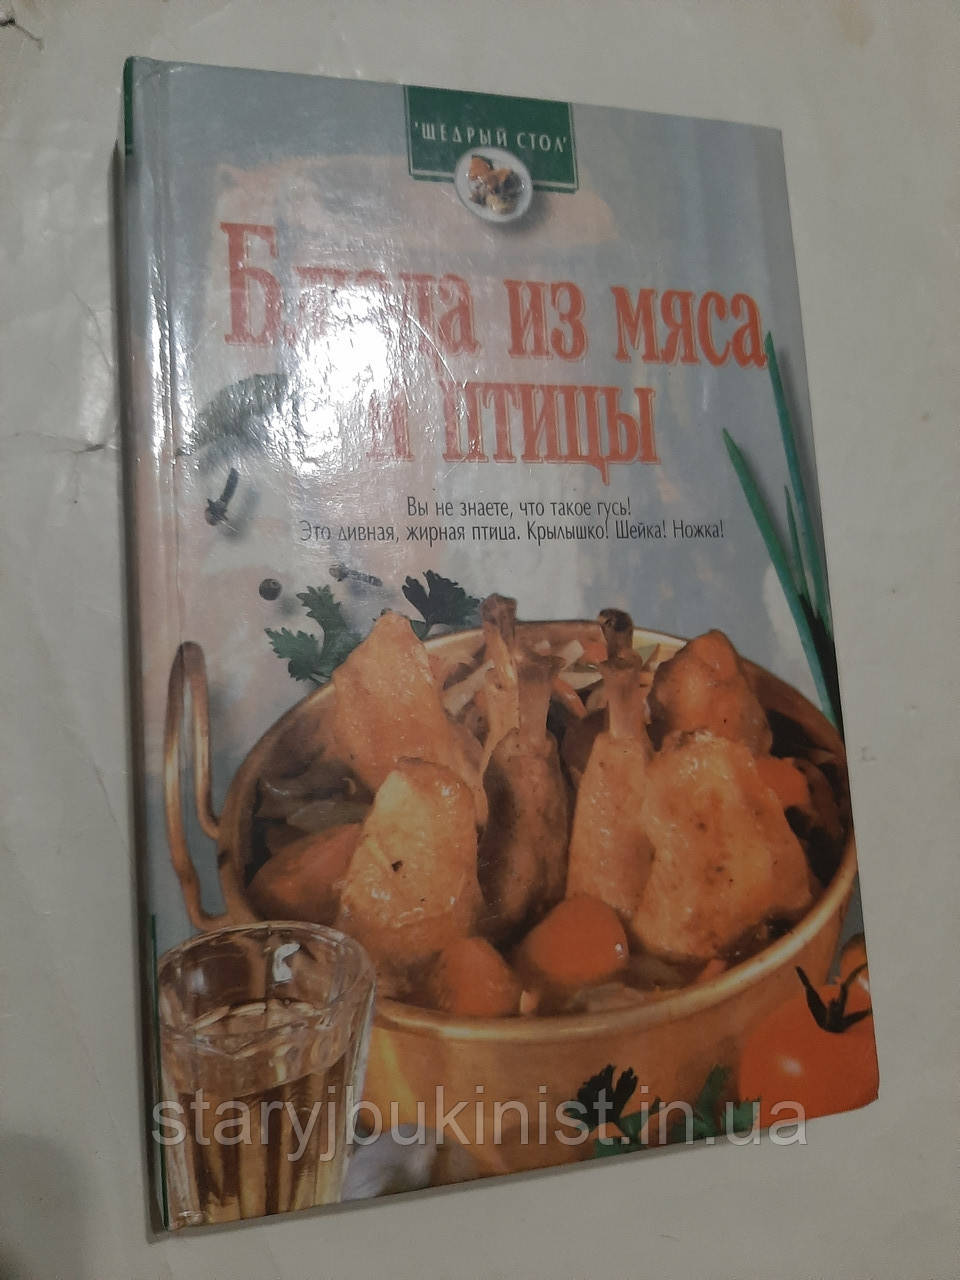 'ЩЕДРЫЙ СТОЛ'
Блюда из мяса
и птицы
Вы не знаете, что такое гусь!
Это дивная, жирная птица. Крылышко! Шейка! Ножка!
staryjbukinist.in.ua